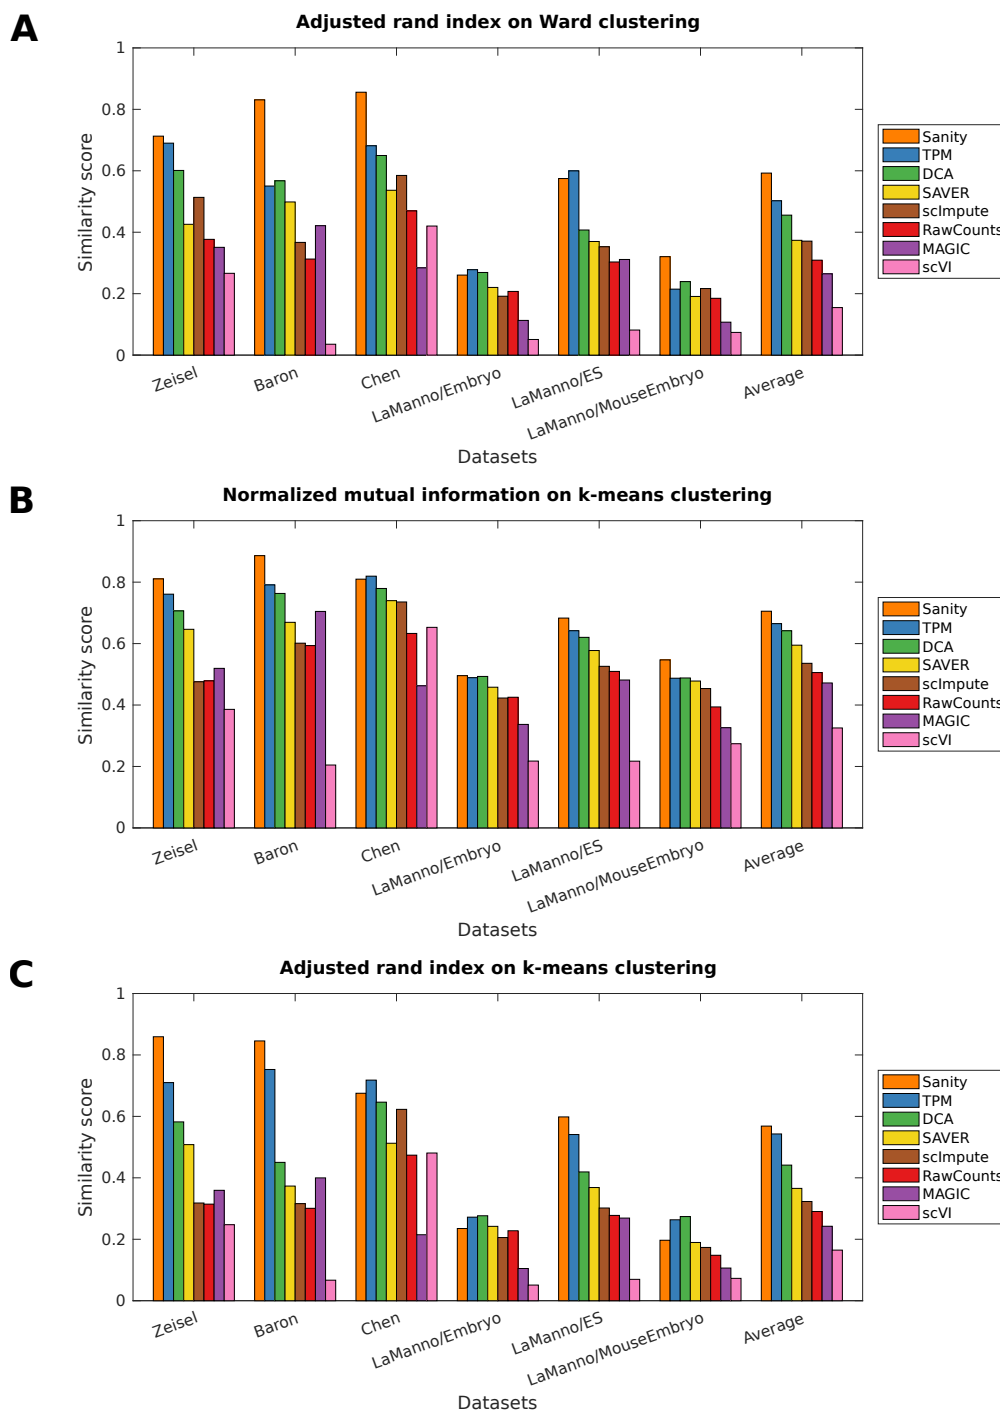 A
Adjusted rand index on Ward clustering
1
0.8
0.6
0.4
0.2
0
Similarity score
Zeisel
Baron
Chen
LaManno/Embryo
LaManno/ES
LaManno/MouseEmbryo
Average
Datasets
Sanity
TPM
DCA
SAVER
scImpute
RawCounts
MAGIC
scVI
B
Normalized mutual information on k-means clustering
1
0.8
0.6
0.4
0.2
0
Similarity score
Zeisel
Baron
Chen
LaManno/Embryo
LaManno/ES
LaManno/MouseEmbryo
Average
Datasets
Sanity
TPM
DCA
SAVER
scImpute
RawCounts
MAGIC
scVI
C
Adjusted rand index on k-means clustering
1
0.8
0.6
0.4
0.2
0
Similarity score
Zeisel
Baron
Chen
LaManno/Embryo
LaManno/ES
LaManno/MouseEmbryo
Average
Datasets
Sanity
TPM
DCA
SAVER
scImpute
RawCounts
MAGIC
scVI